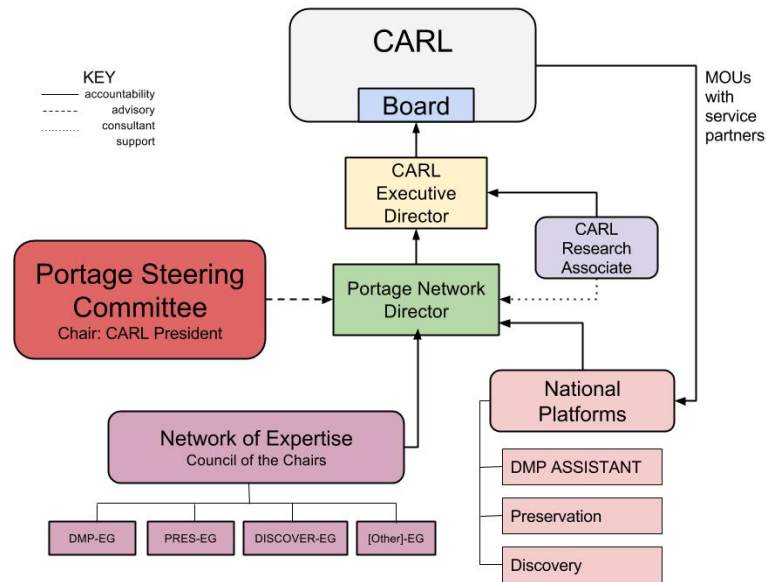 CARL
Board
KEY
accountability
advisory
consultant
support
MOUs
with
service
partners
CARL
Executive
Director
CARL
Research
Associate
Portage Steering
Committee
Chair: CARL President
Portage Network
Director
National
Platforms
Network of Expertise
Council of the Chairs
DMP ASSISTANT
Preservation
Discovery
DMP-EG
PRES-EG
DISCOVER-EG
[Other]-EG